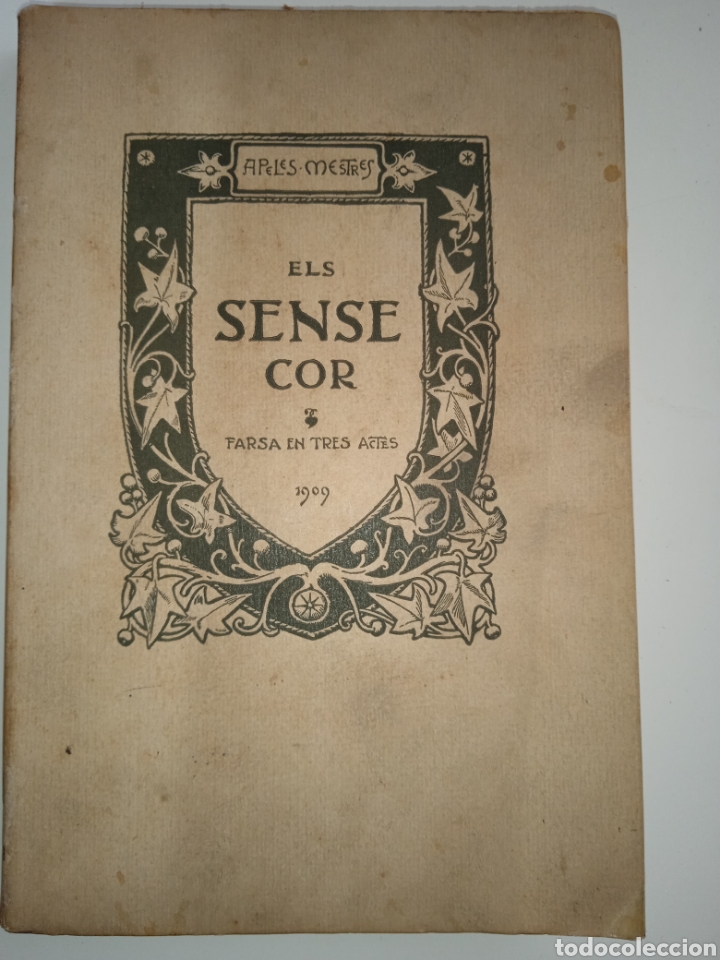 APELES · MESTRES
ELS
SENSE
COR
FARSA EN TRES ACTES
1909
todocoleccion